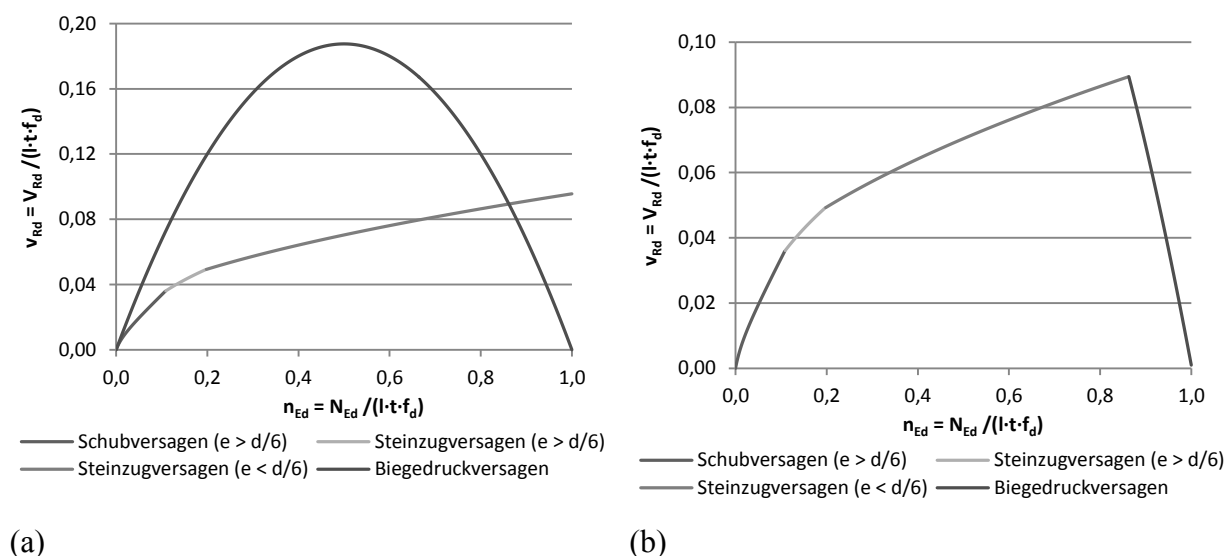 0,20
0,16
0,12
0,08
0,04
0,00
v_Rd = V_Rd /(l·t·f_d)
0,0 0,2 0,4 0,6 0,8 1,0
n_Ed = N_Ed /(l·t·f_d)
Schubversagen (e > d/6) Steinzugversagen (e > d/6)
Steinzugversagen (e < d/6) Biegedruckversagen
(a)
0,10
0,08
0,06
0,04
0,02
0,00
v_Rd = V_Rd /(l·t·f_d)
0,0 0,2 0,4 0,6 0,8 1,0
n_Ed = N_Ed /(l·t·f_d)
Schubversagen (e > d/6) Steinzugversagen (e > d/6)
Steinzugversagen (e < d/6) Biegedruckversagen
(b)